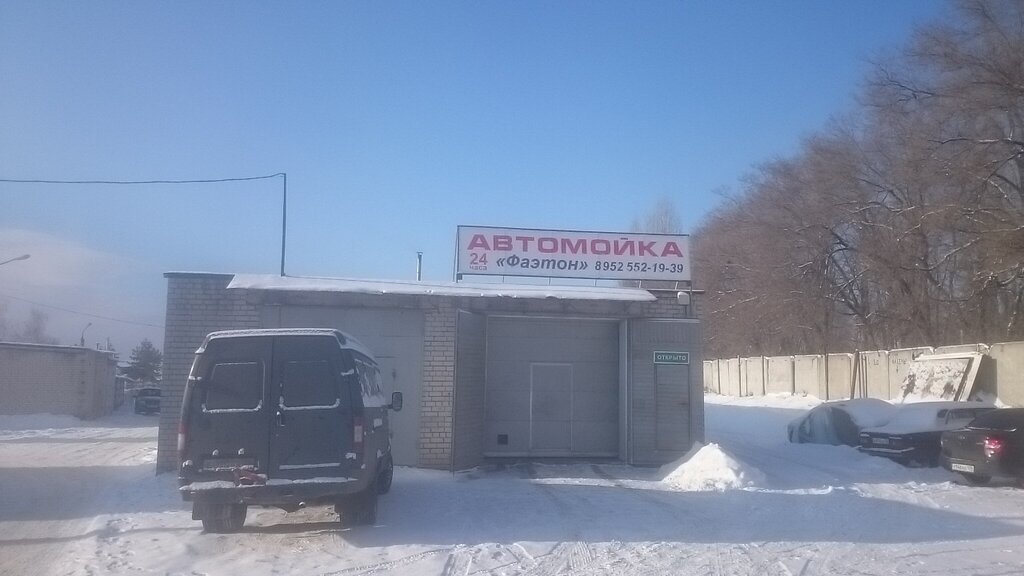 АВТОМОЙКА
24 часа «Фаэтон» 8952 552-19-39
ОТКРЫТО